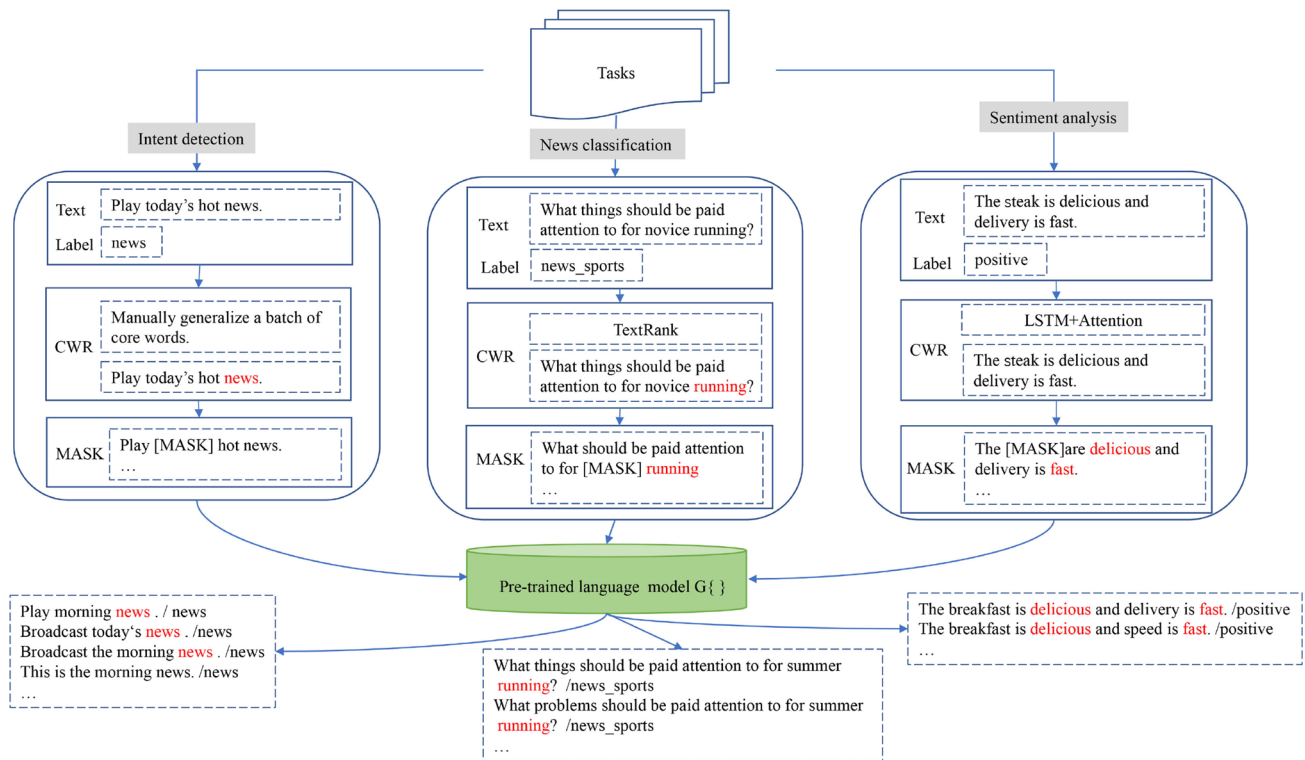 Tasks
Intent detection
Text
Play today's hot news.
Label
news
CWR
Manually generalize a batch of
core words.
Play today's hot news.
MASK
Play [MASK] hot news.
…
News classification
Text
What things should be paid
attention to for novice running?
Label
news_sports
CWR
TextRank
What things should be paid
attention to for novice running?
MASK
What should be paid attention
to for [MASK] running
…
Sentiment analysis
Text
The steak is delicious and
delivery is fast.
Label
positive
CWR
LSTM+Attention
The steak is delicious and
delivery is fast.
MASK
The [MASK]are delicious and
delivery is fast.
…
Pre-trained language model G{ }
Play morning news . / news
Broadcast today‘s news . /news
Broadcast the morning news . /news
This is the morning news. /news
…
What things should be paid attention to for summer
running? /news_sports
What problems should be paid attention to for summer
running? /news_sports
…
The breakfast is delicious and delivery is fast. /positive
The breakfast is delicious and speed is fast. /positive
…